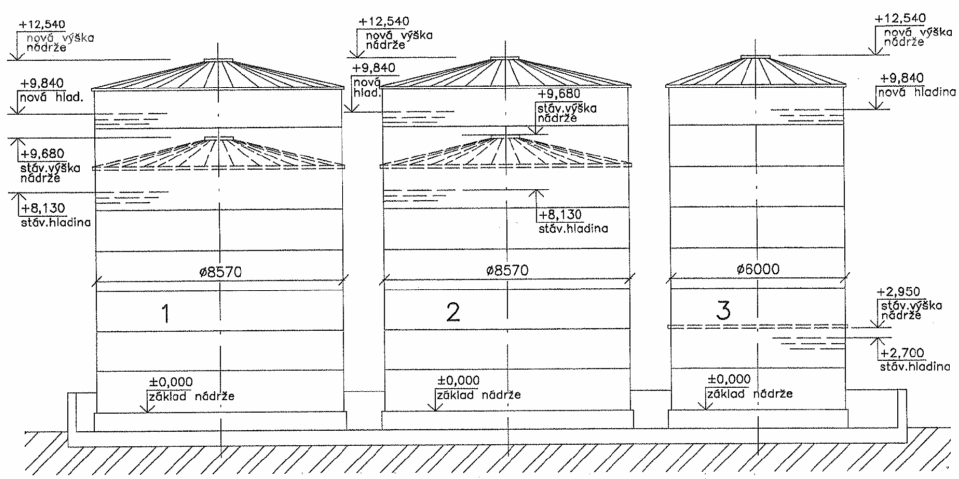 +12,540
nová výška
nádrže
+9,840
nová hlad.
+9,680
stáv.výška
nádrže
+8,130
stáv.hladina
ø8570
1
±0,000
základ nádrže
+12,540
nová výška
nádrže
+9,840
nová
hlad.
+9,680
stáv.výška
nádrže
+8,130
stáv.hladina
ø8570
2
±0,000
základ nádrže
+12,540
nová výška
nádrže
+9,840
nová hladina
ø6000
3
+2,950
stáv.výška
nádrže
+2,700
stáv.hladina
±0,000
základ nádrže